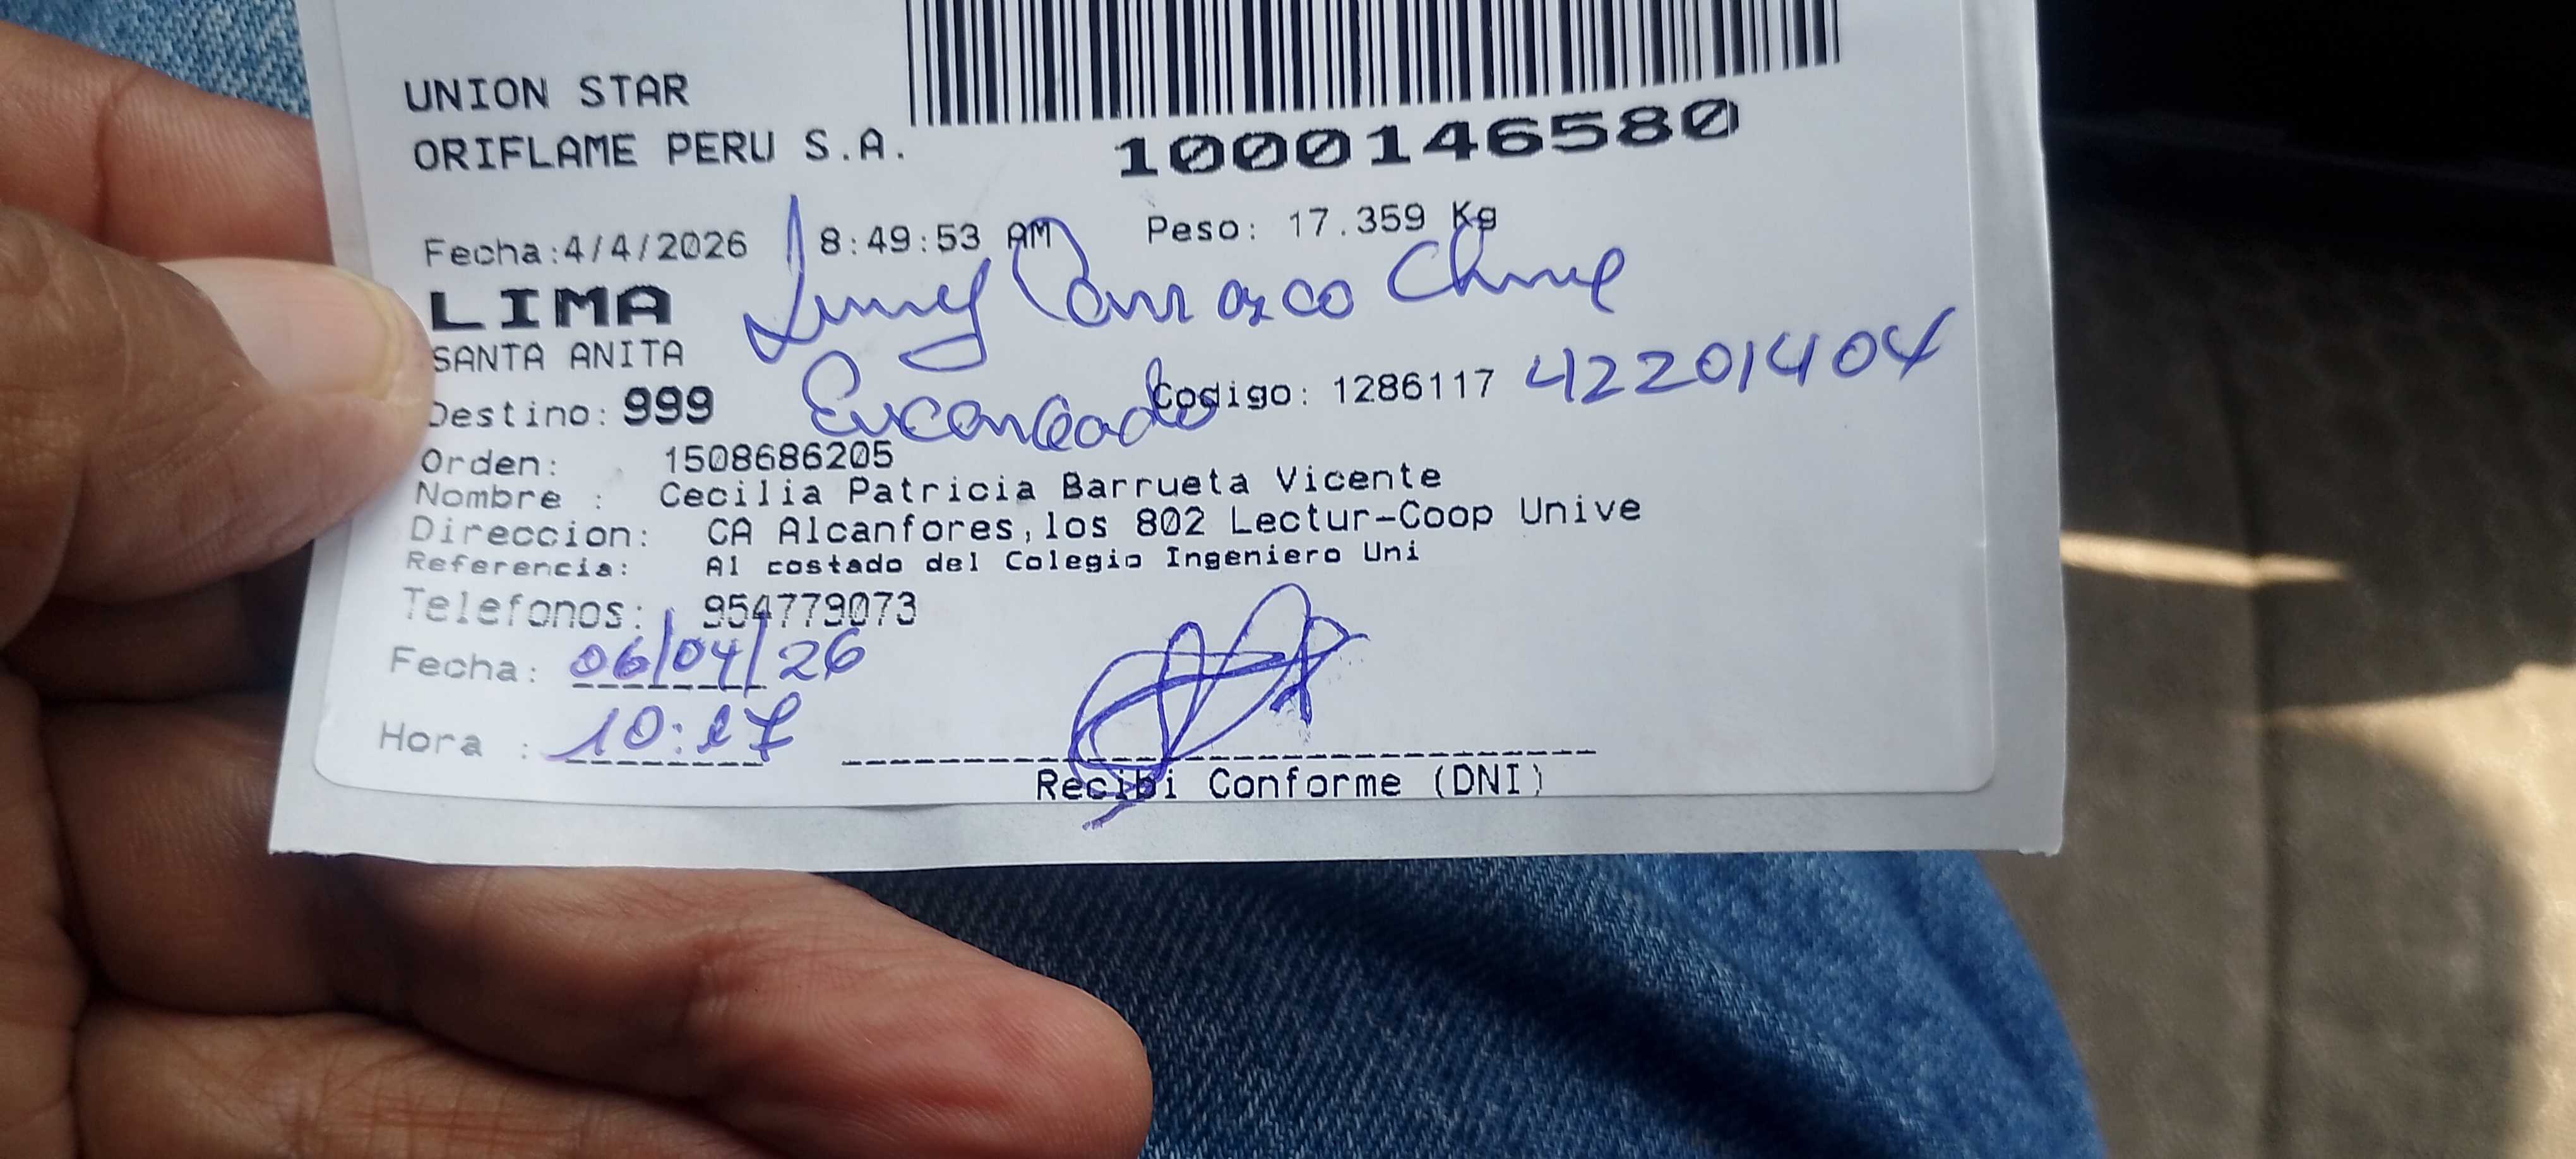 UNION STAR
ORIFLAME PERU S.A.
1000146580
Fecha:4/4/2026 8:49:53 AM Peso: 17.359 Kg
LIMA
Carrasco
SANTA ANITA
Encargado
Destino: 999 Codigo: 1286117 42201404
Orden: 1508686205
Nombre : Cecilia Patricia Barrueta Vicente
Direccion: CA Alcanfores,los 802 Lectur-Coop Unive
Referencia: Al costado del Colegio Ingeniero Uni
Telefonos: 954779073
Fecha: 06/04/26
Hora : 10:27
Recibi Conforme (DNI)